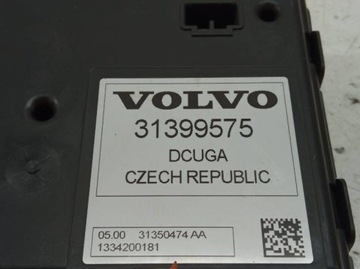 VOLVO
31399575
DCUGA
CZECH REPUBLIC
05.00 31350474 AA
1334200181